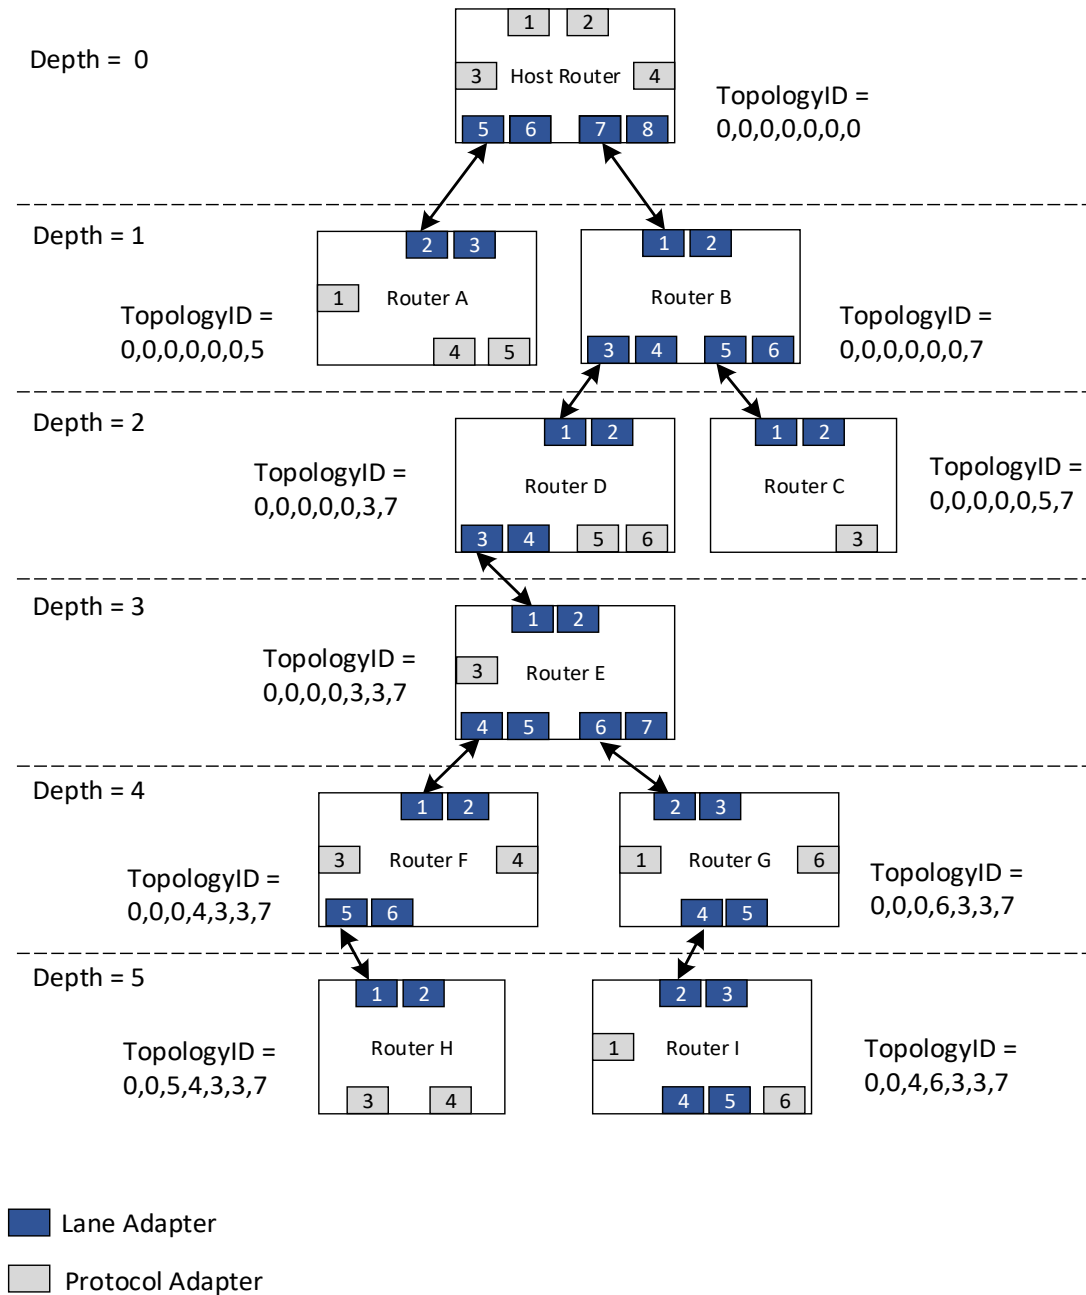 Depth = 0
1 2
3 Host Router 4
5 6 7 8
TopologyID =
0,0,0,0,0,0,0
Depth = 1
2 3
1 Router A
4 5
TopologyID =
0,0,0,0,0,0,5
1 2
Router B
3 4 5 6
TopologyID =
0,0,0,0,0,0,7
Depth = 2
1 2
Router D
3 4 5 6
TopologyID =
0,0,0,0,0,3,7
1 2
Router C
3
TopologyID =
0,0,0,0,0,5,7
Depth = 3
1 2
3 Router E
4 5 6 7
TopologyID =
0,0,0,0,3,3,7
Depth = 4
1 2
3 Router F 4
5 6
TopologyID =
0,0,0,4,3,3,7
2 3
1 Router G 6
4 5
TopologyID =
0,0,0,6,3,3,7
Depth = 5
1 2
Router H
3 4
TopologyID =
0,0,5,4,3,3,7
2 3
1 Router I
4 5 6
TopologyID =
0,0,4,6,3,3,7
Lane Adapter
Protocol Adapter